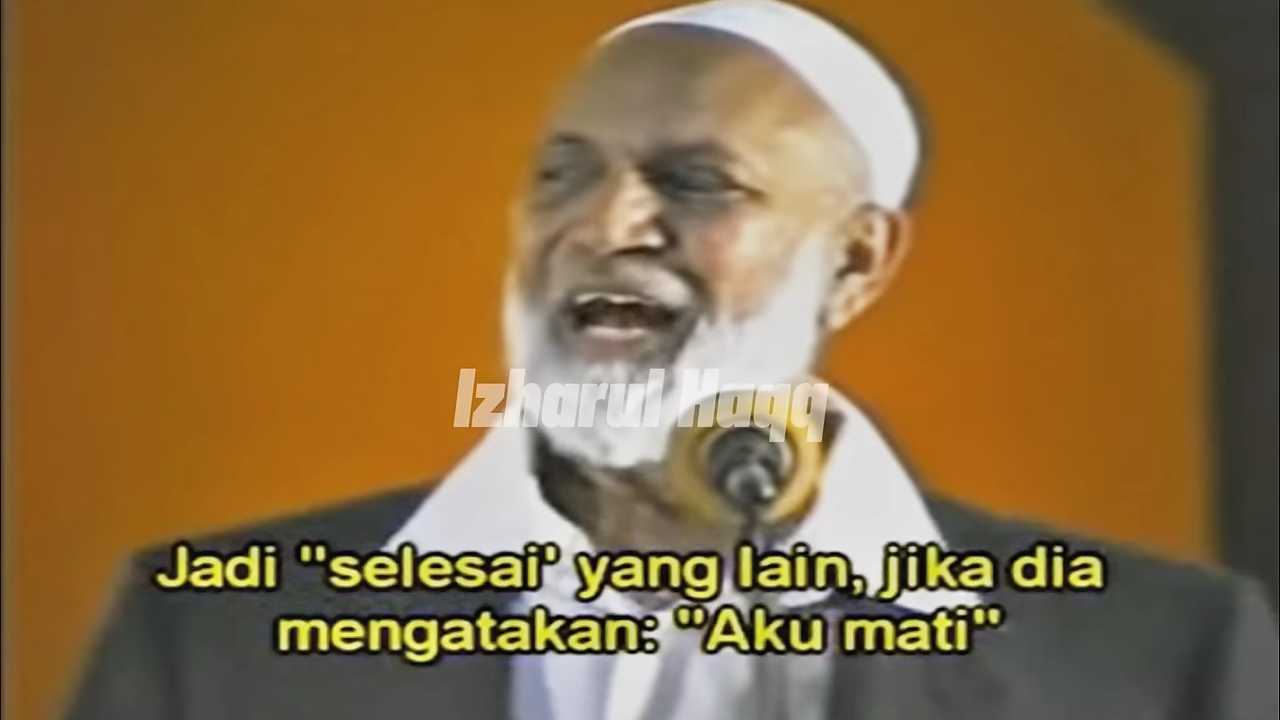 Izharul Haqq
Jadi "selesai' yang lain, jika dia
mengatakan: "Aku mati"